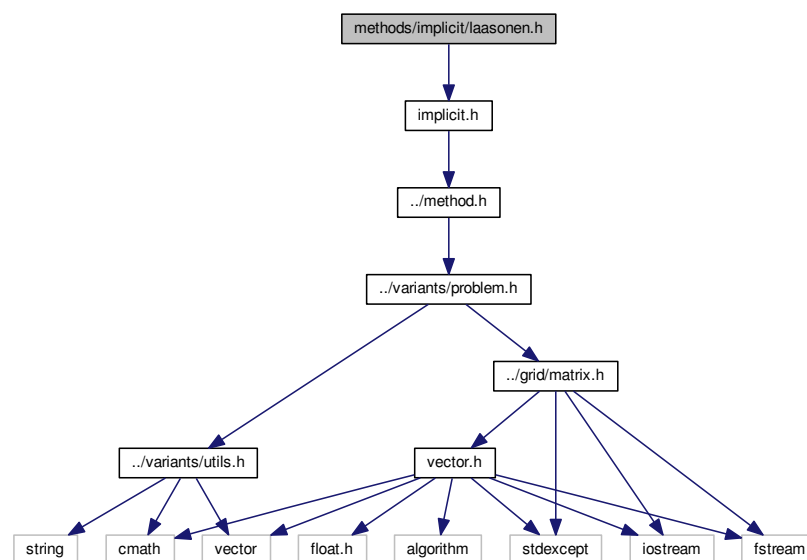 methods/implicit/laasonen.h
implicit.h
../method.h
../variants/problem.h
../grid/matrix.h
../variants/utils.h
vector.h
string
cmath
vector
float.h
algorithm
stdexcept
iostream
fstream